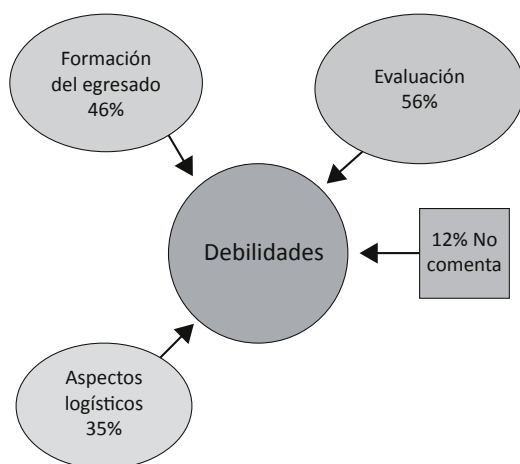 Formación
del egresado
46%
Evaluación
56%
Debilidades
12% No
comenta
Aspectos
logísticos
35%